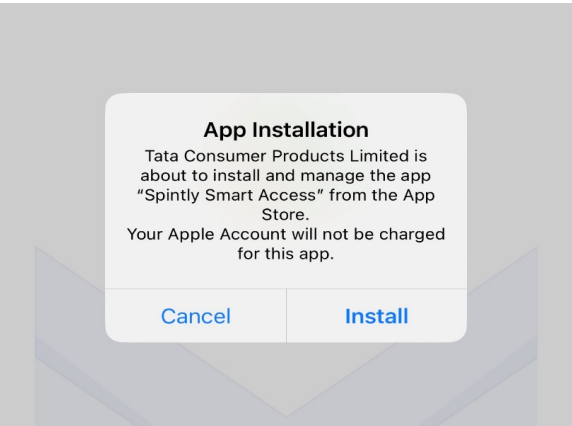 App Installation
Tata Consumer Products Limited is
about to install and manage the app
“Spintly Smart Access” from the App
Store.
Your Apple Account will not be charged
for this app.
Cancel
Install